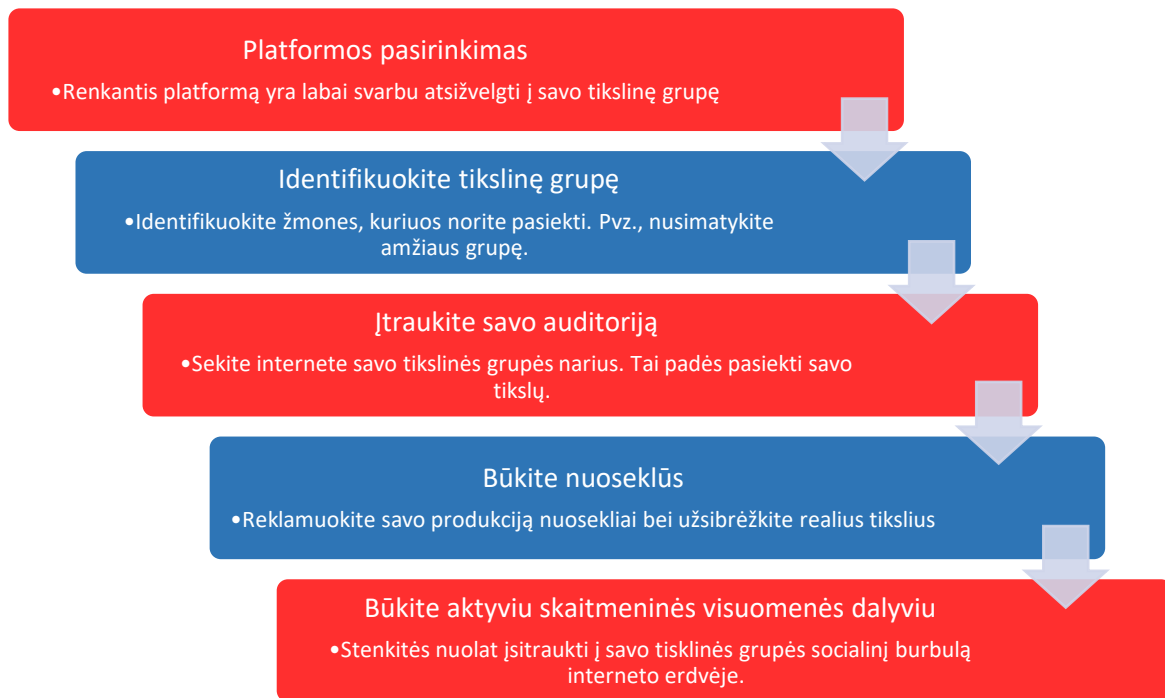 Platformos pasirinkimas
•Renkantis platformą yra labai svarbu atsižvelgti į savo tikslinę grupę
Identifikuokite tikslinę grupę
•Identifikuokite žmones, kuriuos norite pasiekti. Pvz., nusimatykite
amžiaus grupę.
Įtraukite savo auditoriją
•Sekite internete savo tikslinės grupės narius. Tai padės pasiekti savo
tikslų.
Būkite nuoseklūs
•Reklamuokite savo produkciją nuosekliai bei užsibrėžkite realius tikslius
Būkite aktyviu skaitmeninės visuomenės dalyviu
•Stenkitės nuolat įsitraukti į savo tisklinės grupės socialinį burbulą
interneto erdvėje.